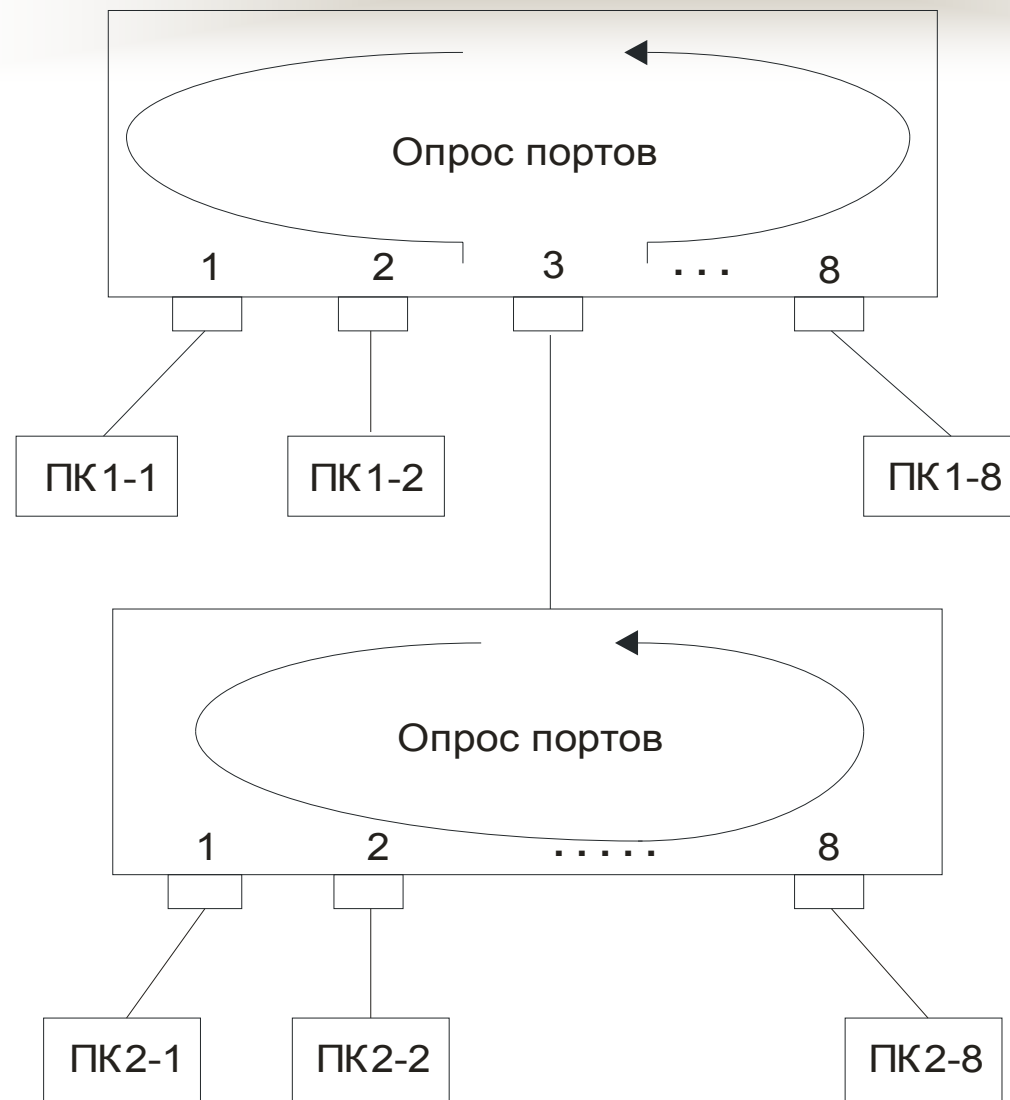 Опрос портов
1 2 3 ... 8
ПК1-1 ПК1-2 ПК1-8
Опрос портов
1 2 ..... 8
ПК2-1 ПК2-2 ПК2-8